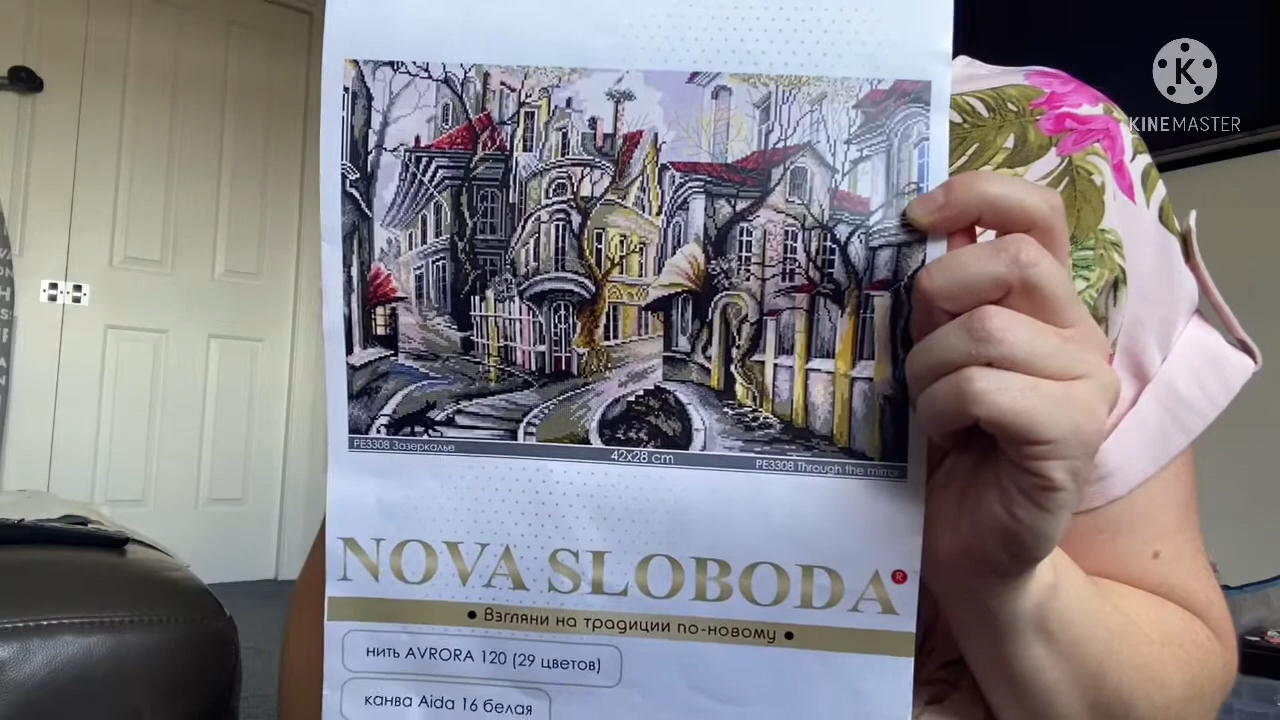 KINEMASTER
РЕ3308 Зазеркалье
42x28 cm
PE3308 Through the mirror
NOVA SLOBODA®
• Взгляни на традиции по-новому •
нить AVRORA 120 (29 цветов)
канва Aida 16 белая